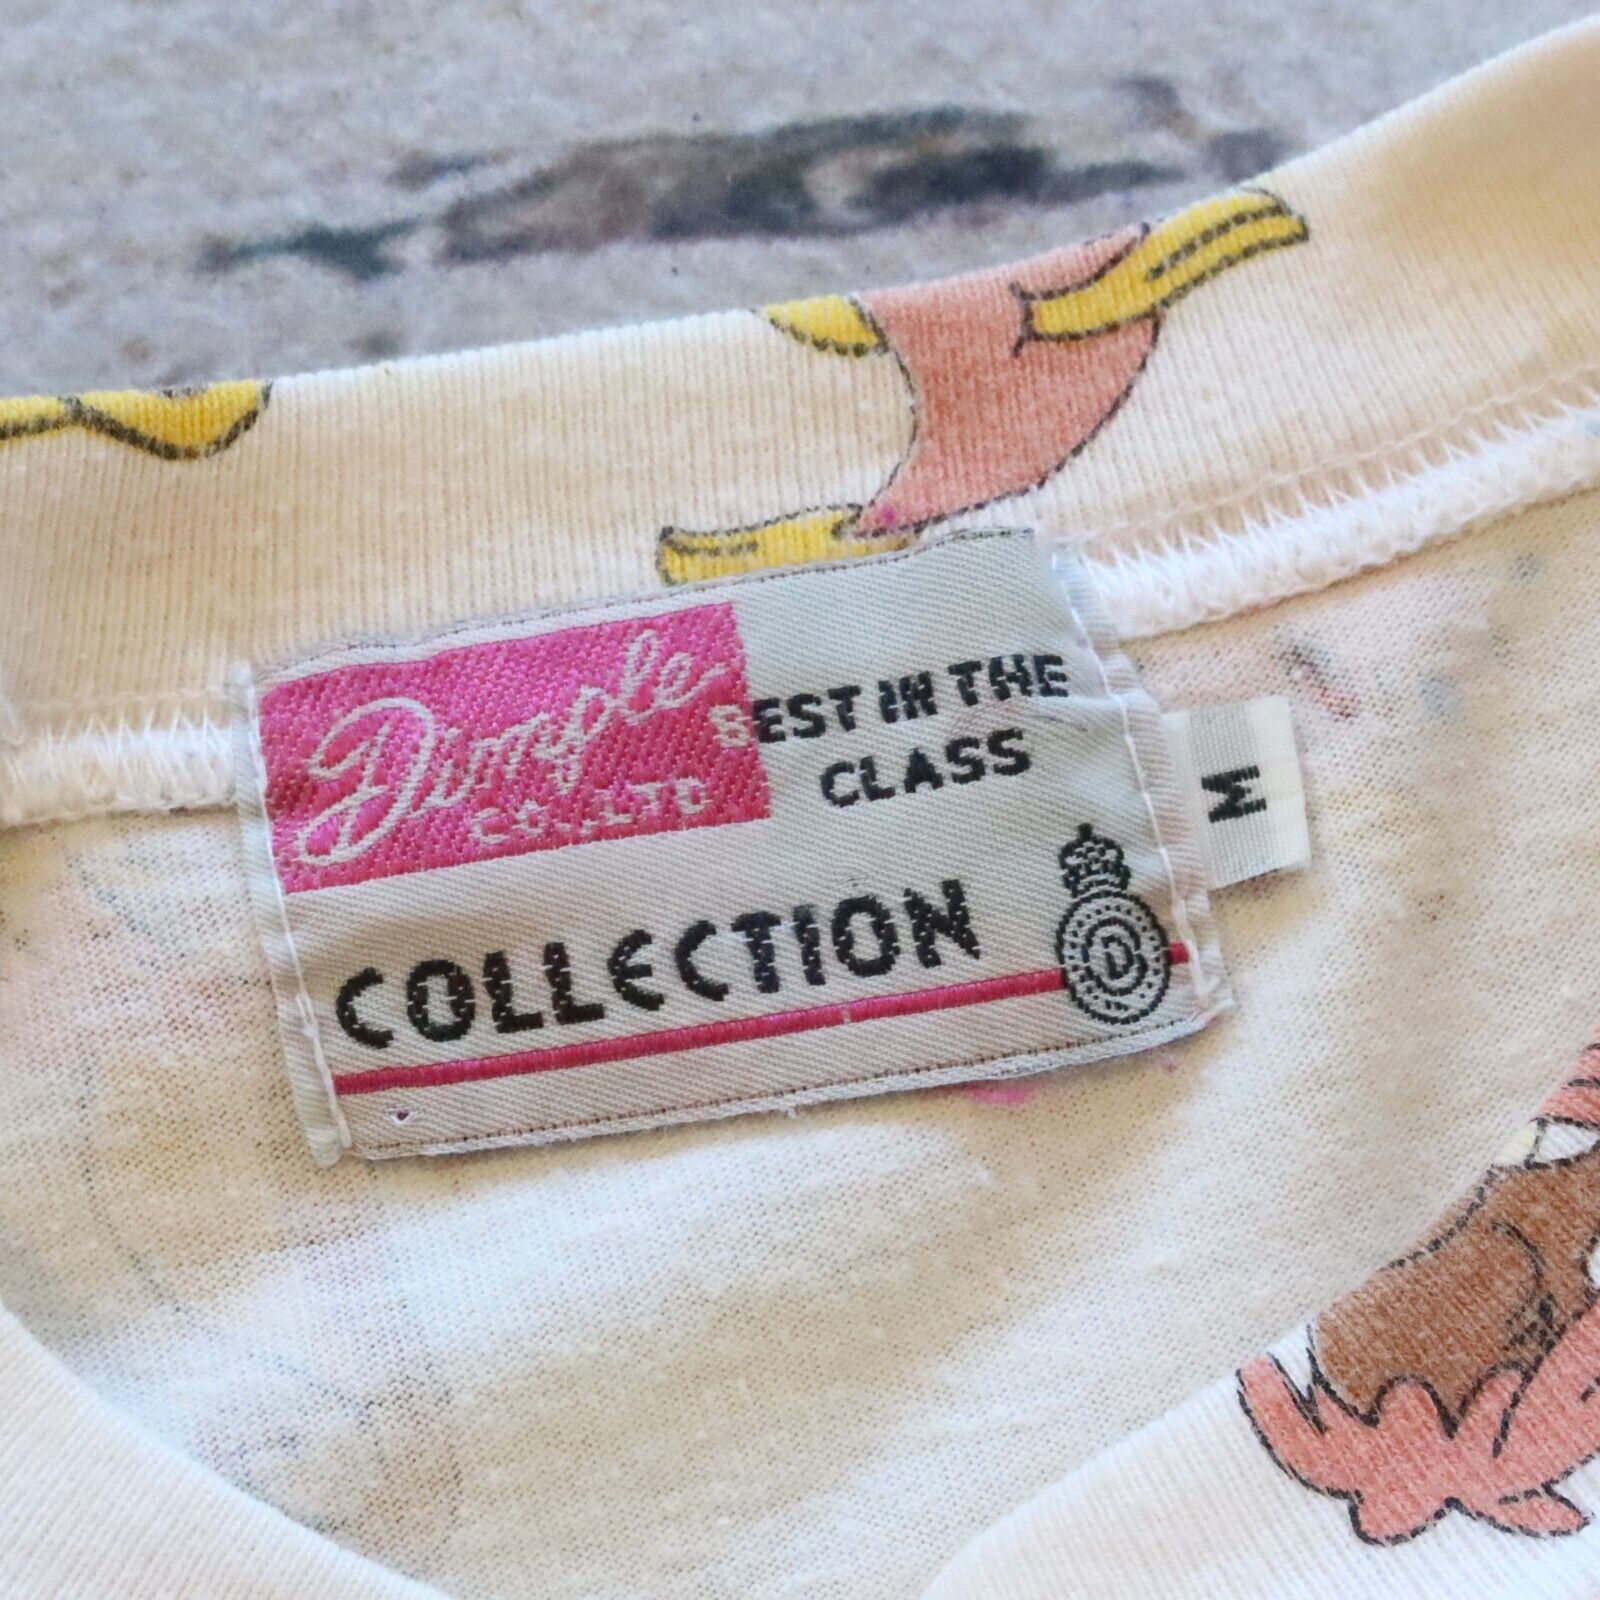 Dimple
CO.,LTD
BEST IN THE
CLASS
COLLECTION
D
M